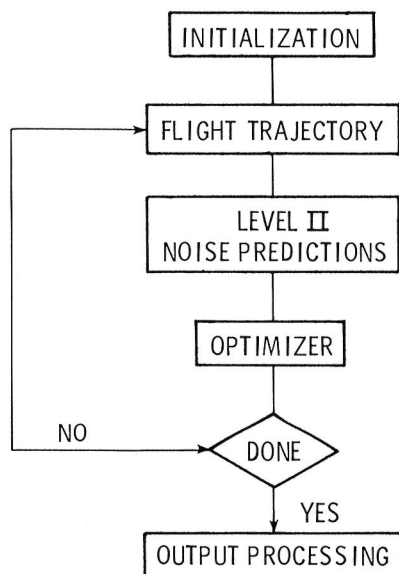 INITIALIZATION
FLIGHT TRAJECTORY
LEVEL II
NOISE PREDICTIONS
OPTIMIZER
NO
DONE
YES
OUTPUT PROCESSING